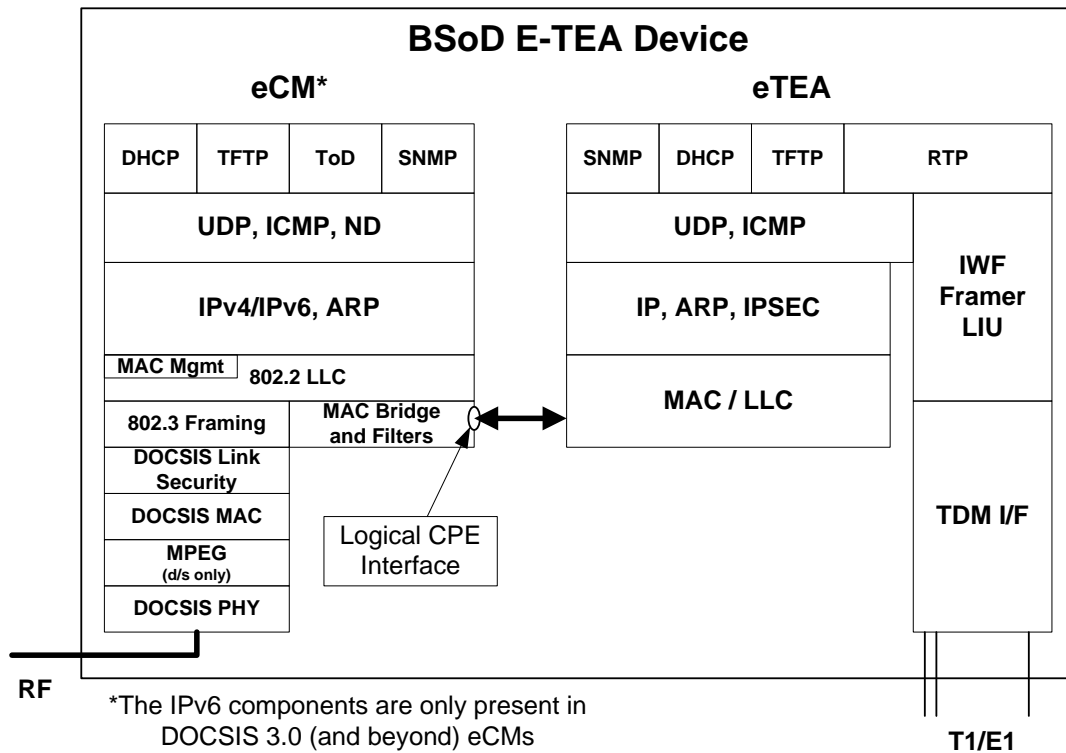 BSoD E-TEA Device
eCM*
eTEA
DHCP
TFTP
ToD
SNMP
SNMP
DHCP
TFTP
RTP
UDP, ICMP, ND
UDP, ICMP
IWF
Framer
LIU
IPv4/IPv6, ARP
IP, ARP, IPSEC
MAC Mgmt
802.2 LLC
MAC / LLC
802.3 Framing
MAC Bridge
and Filters
DOCSIS Link
Security
DOCSIS MAC
MPEG
(d/s only)
DOCSIS PHY
Logical CPE
Interface
TDM I/F
RF
*The IPv6 components are only present in
DOCSIS 3.0 (and beyond) eCMs
T1/E1